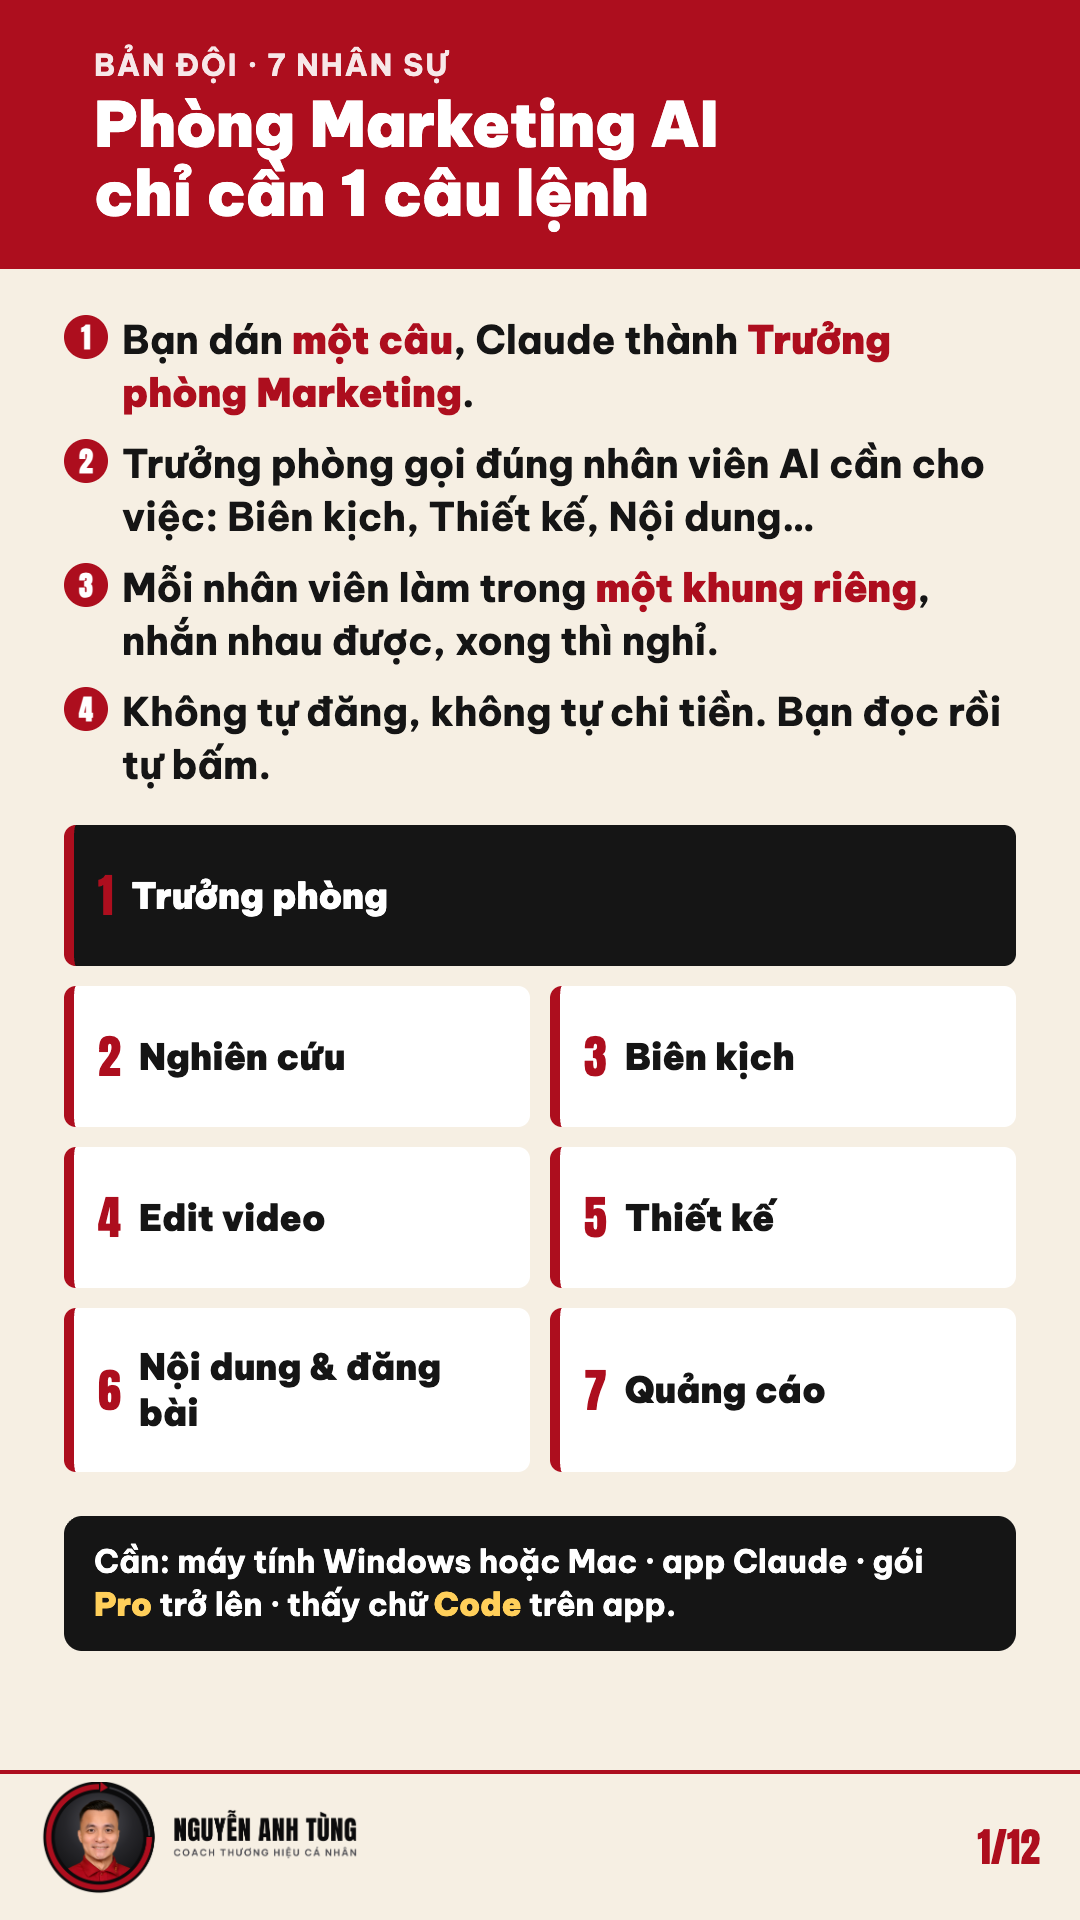 BẢN ĐỘI · 7 NHÂN SỰ
Phòng Marketing AI
chỉ cần 1 câu lệnh
1 Bạn dán một câu, Claude thành Trưởng
phòng Marketing.
2 Trưởng phòng gọi đúng nhân viên AI cần cho
việc: Biên kịch, Thiết kế, Nội dung...
3 Mỗi nhân viên làm trong một khung riêng,
nhắn nhau được, xong thì nghỉ.
4 Không tự đăng, không tự chi tiền. Bạn đọc rồi
tự bấm.
1 Trưởng phòng
2 Nghiên cứu
3 Biên kịch
4 Edit video
5 Thiết kế
6 Nội dung & đăng
bài
7 Quảng cáo
Cần: máy tính Windows hoặc Mac · app Claude · gói
Pro trở lên · thấy chữ Code trên app.
NGUYỄN ANH TÙNG
COACH THƯƠNG HIỆU CÁ NHÂN
1/12